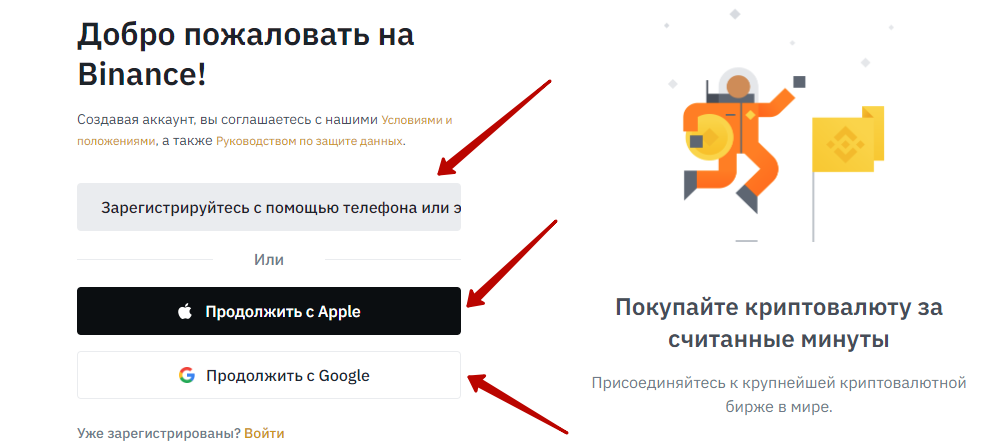 Добро пожаловать на
Binance!
Создавая аккаунт, вы соглашаетесь с нашими Условиями и
положениями, а также Руководством по защите данных.
Зарегистрируйтесь с помощью телефона или э
Или
Продолжить с Apple
Продолжить с Google
Уже зарегистрированы? Войти
Покупайте криптовалюту за
считанные минуты
Присоединяйтесь к крупнейшей криптовалютной
бирже в мире.